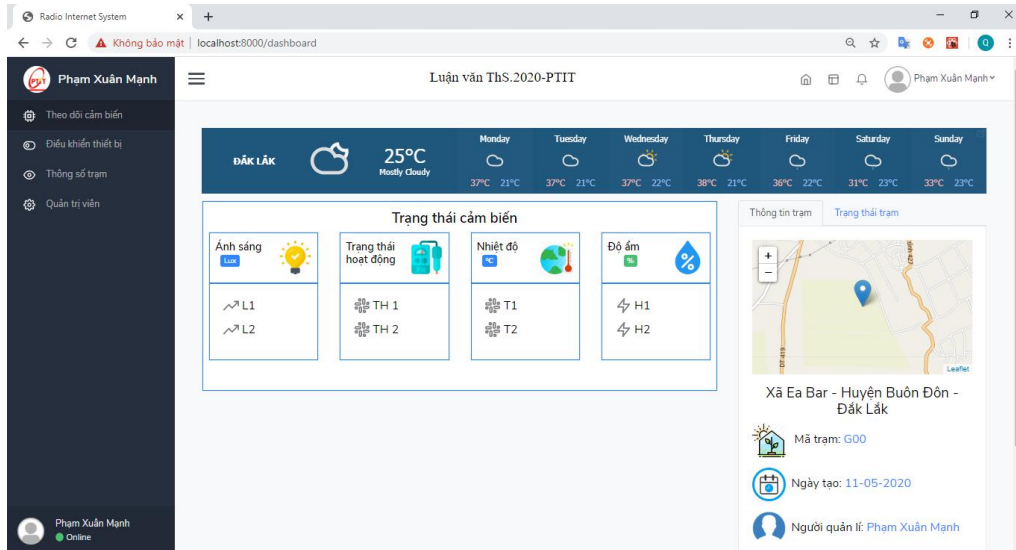 Radio Internet System
Không bảo mật | localhost:8000/dashboard
Q
PTIT
Phạm Xuân Mạnh
Luận văn ThS.2020-PTIT
Phạm Xuân Mạnh
Theo dõi cảm biến
Điều khiển thiết bị
Thông số trạm
Quản trị viên
ĐẮK LẮK
25°C
Mostly Cloudy
Monday
37°C 21°C
Tuesday
37°C 21°C
Wednesday
37°C 22°C
Thursday
38°C 21°C
Friday
36°C 22°C
Saturday
31°C 23°C
Sunday
33°C 23°C
Trạng thái cảm biến
Ánh sáng
Lux
L1
L2
Trạng thái
hoạt động
TH 1
TH 2
Nhiệt độ
°C
T1
T2
Độ ẩm
%
%
H1
H2
Thông tin trạm
Trạng thái trạm
+
−
ĐT 419
Leaflet
Xã Ea Bar - Huyện Buôn Đôn -
Đắk Lắk
Mã trạm: G00
Ngày tạo: 11-05-2020
Người quản lí: Phạm Xuân Mạnh
Phạm Xuân Mạnh
Online